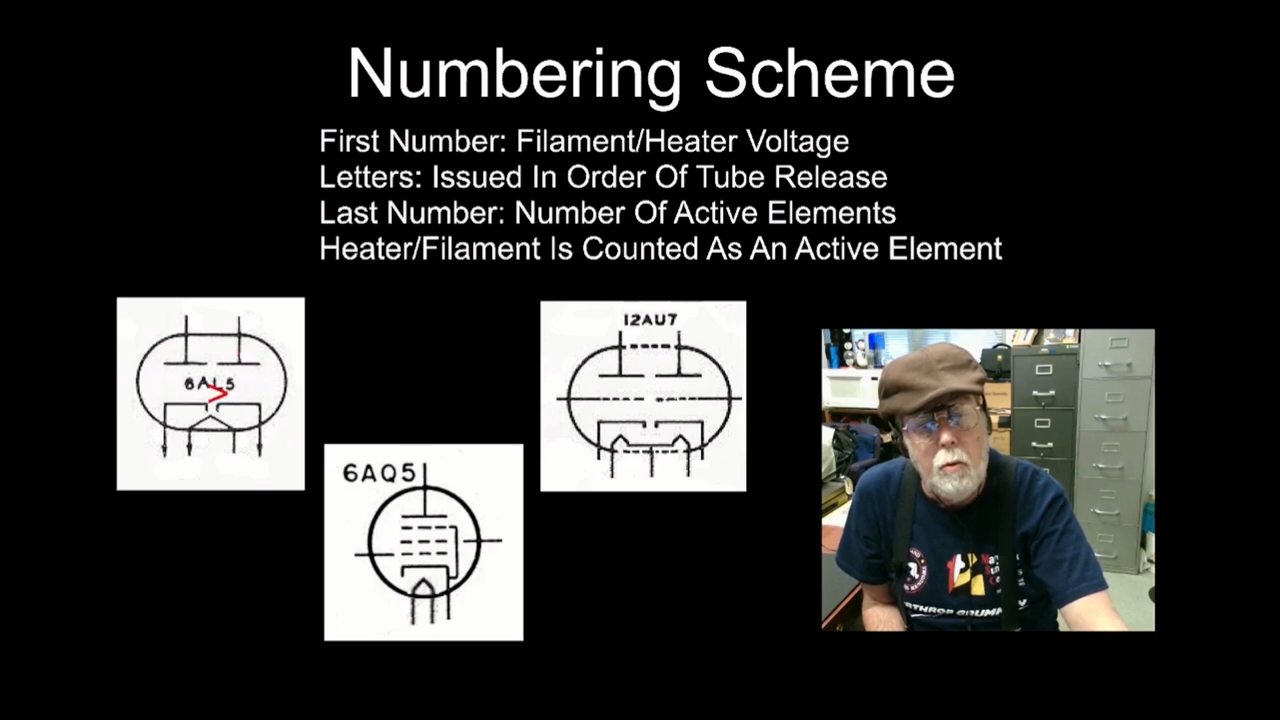 Numbering Scheme
First Number: Filament/Heater Voltage
Letters: Issued In Order Of Tube Release
Last Number: Number Of Active Elements
Heater/Filament Is Counted As An Active Element
12AU7
6AL5
6AQ5